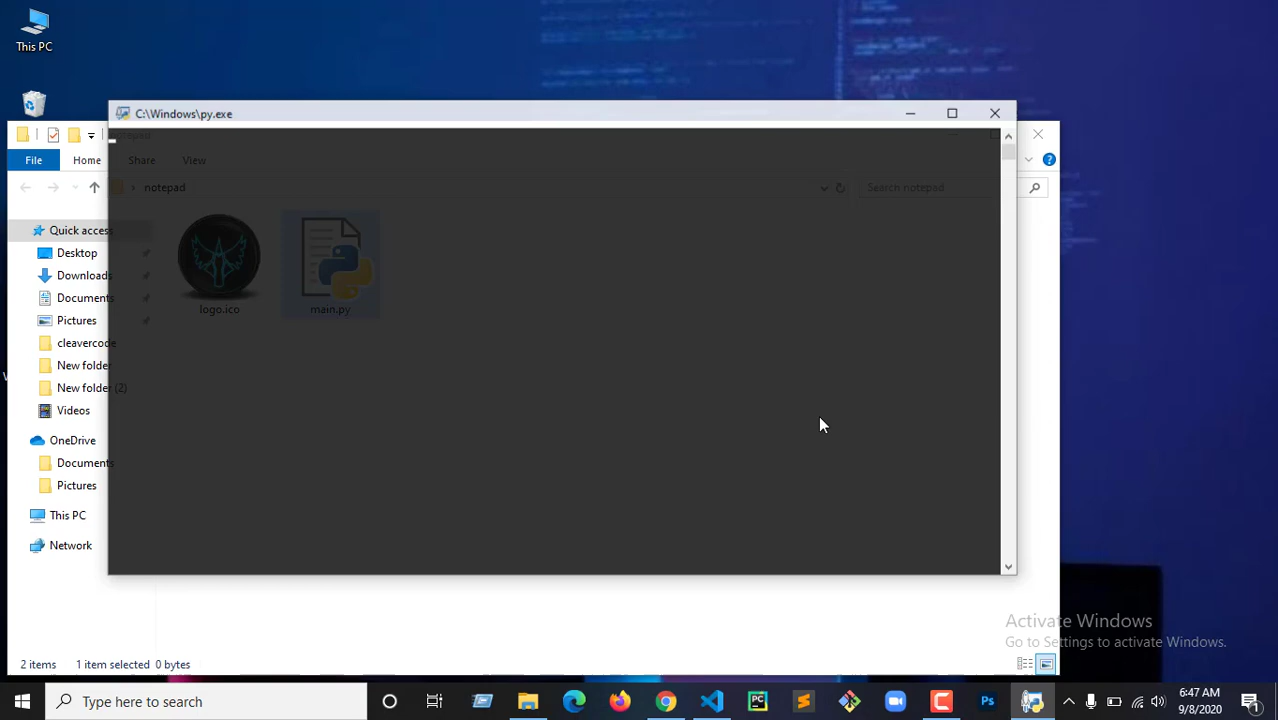 This PC
C:\Windows\py.exe
File
Home
Share
View
notepad
Search notepad
Quick access
Desktop
Downloads
Documents
Pictures
cleavercode
New folder
New folder (2)
Videos
OneDrive
Documents
Pictures
This PC
Network
logo.ico
main.py
Activate Windows
Go to Settings to activate Windows.
2 items
1 item selected 0 bytes
Type here to search
Ps
6:47 AM
9/8/2020
1